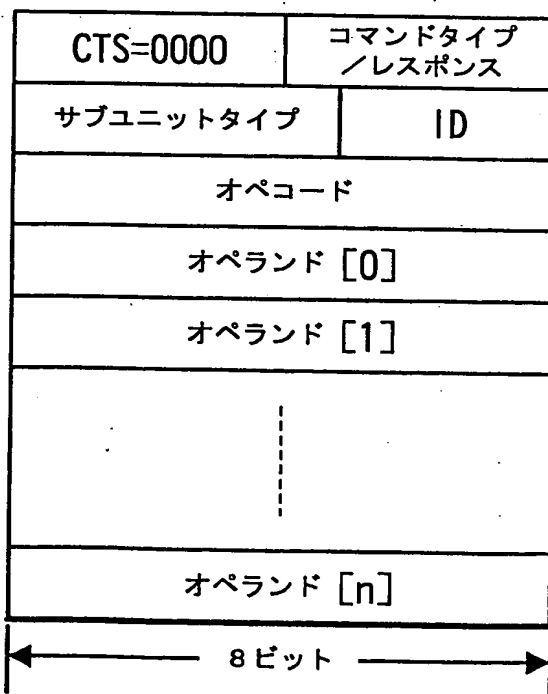 CTS=0000
コマンドタイプ
／レスポンス
サブユニットタイプ
ID
オペコード
オペランド [0]
オペランド [1]
オペランド [n]
8ビット